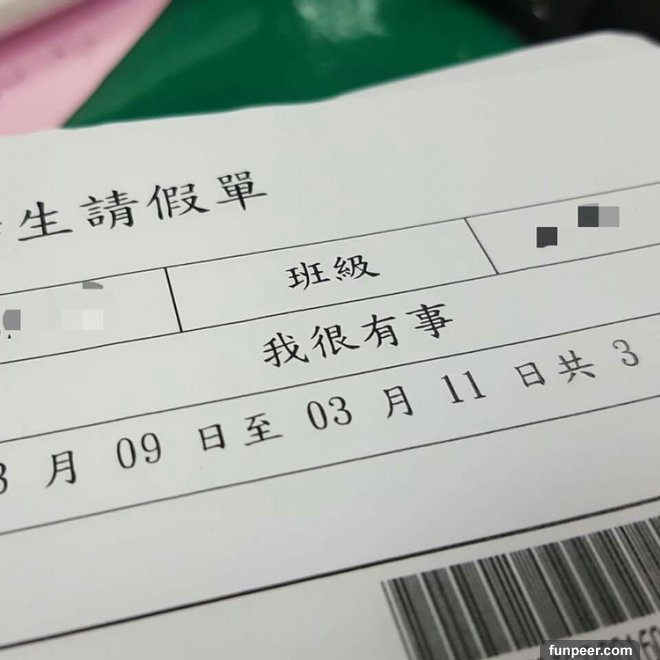 生請假單
班級
我很有事
3 月 09 日至 03 月 11 日共 3
funpeer.com